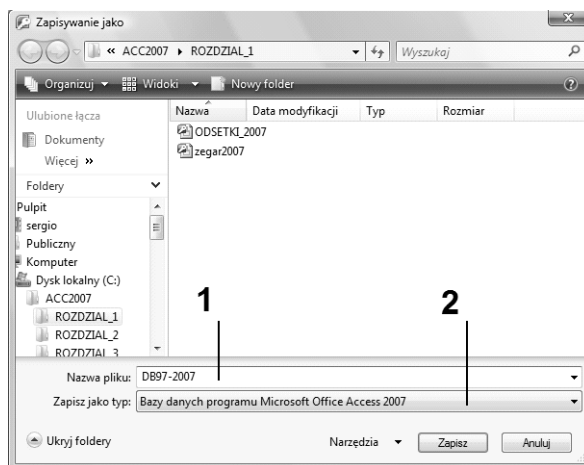 Zapisywanie jako
« ACC2007 ROZDZIAL_1
Wyszukaj
Organizuj Widoki Nowy folder
Ulubione łącza
Dokumenty
Więcej »
Foldery
Pulpit
sergio
Publiczny
Komputer
Dysk lokalny (C:)
ACC2007
ROZDZIAL_1
ROZDZIAL_2
ROZDZIAL_3
Nazwa Data modyfikacji Typ Rozmiar
ODSETKI_2007
zegar2007
1 2
Nazwa pliku: DB97-2007
Zapisz jako typ: Bazy danych programu Microsoft Office Access 2007
Ukryj foldery Narzędzia Zapisz Anuluj